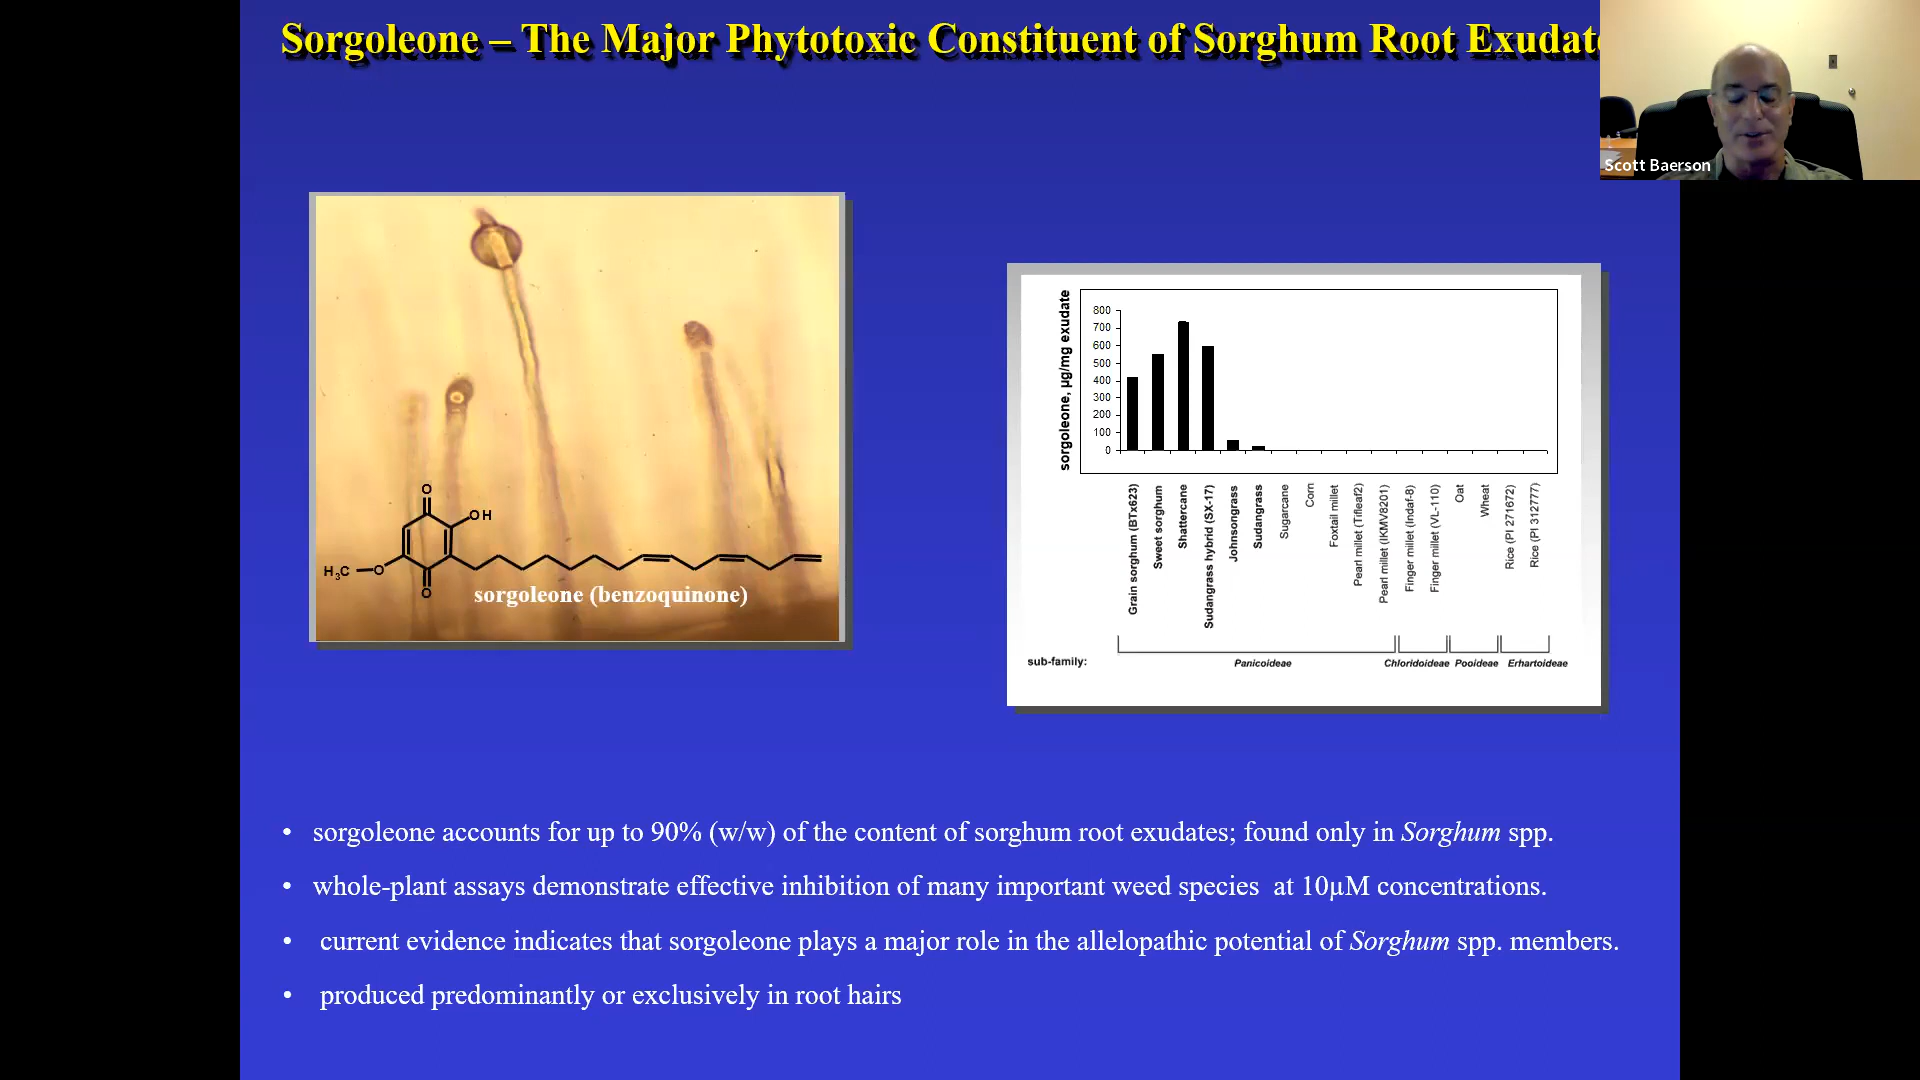 Sorgoleone – The Major Phytotoxic Constituent of Sorghum Root Exudate
Scott Baerson
O
OH
H3C
O
O
sorgoleone (benzoquinone)
sorgoleone, µg/mg exudate
800
700
600
500
400
300
200
100
0
Grain sorghum (BTx623)
Sweet sorghum
Shattercane
Sudangrass hybrid (SX-17)
Johnsongrass
Sudangrass
Sugarcane
Corn
Foxtail millet
Pearl millet (Tifleaf2)
Pearl millet (IKMV8201)
Finger millet (Indaf-8)
Finger millet (VL-110)
Oat
Wheat
Rice (PI 271672)
Rice (PI 312777)
sub-family:
Panicoideae
Chloridoideae
Pooideae
Erhartoideae
• sorgoleone accounts for up to 90% (w/w) of the content of sorghum root exudates; found only in Sorghum spp.
• whole-plant assays demonstrate effective inhibition of many important weed species at 10µM concentrations.
• current evidence indicates that sorgoleone plays a major role in the allelopathic potential of Sorghum spp. members.
• produced predominantly or exclusively in root hairs